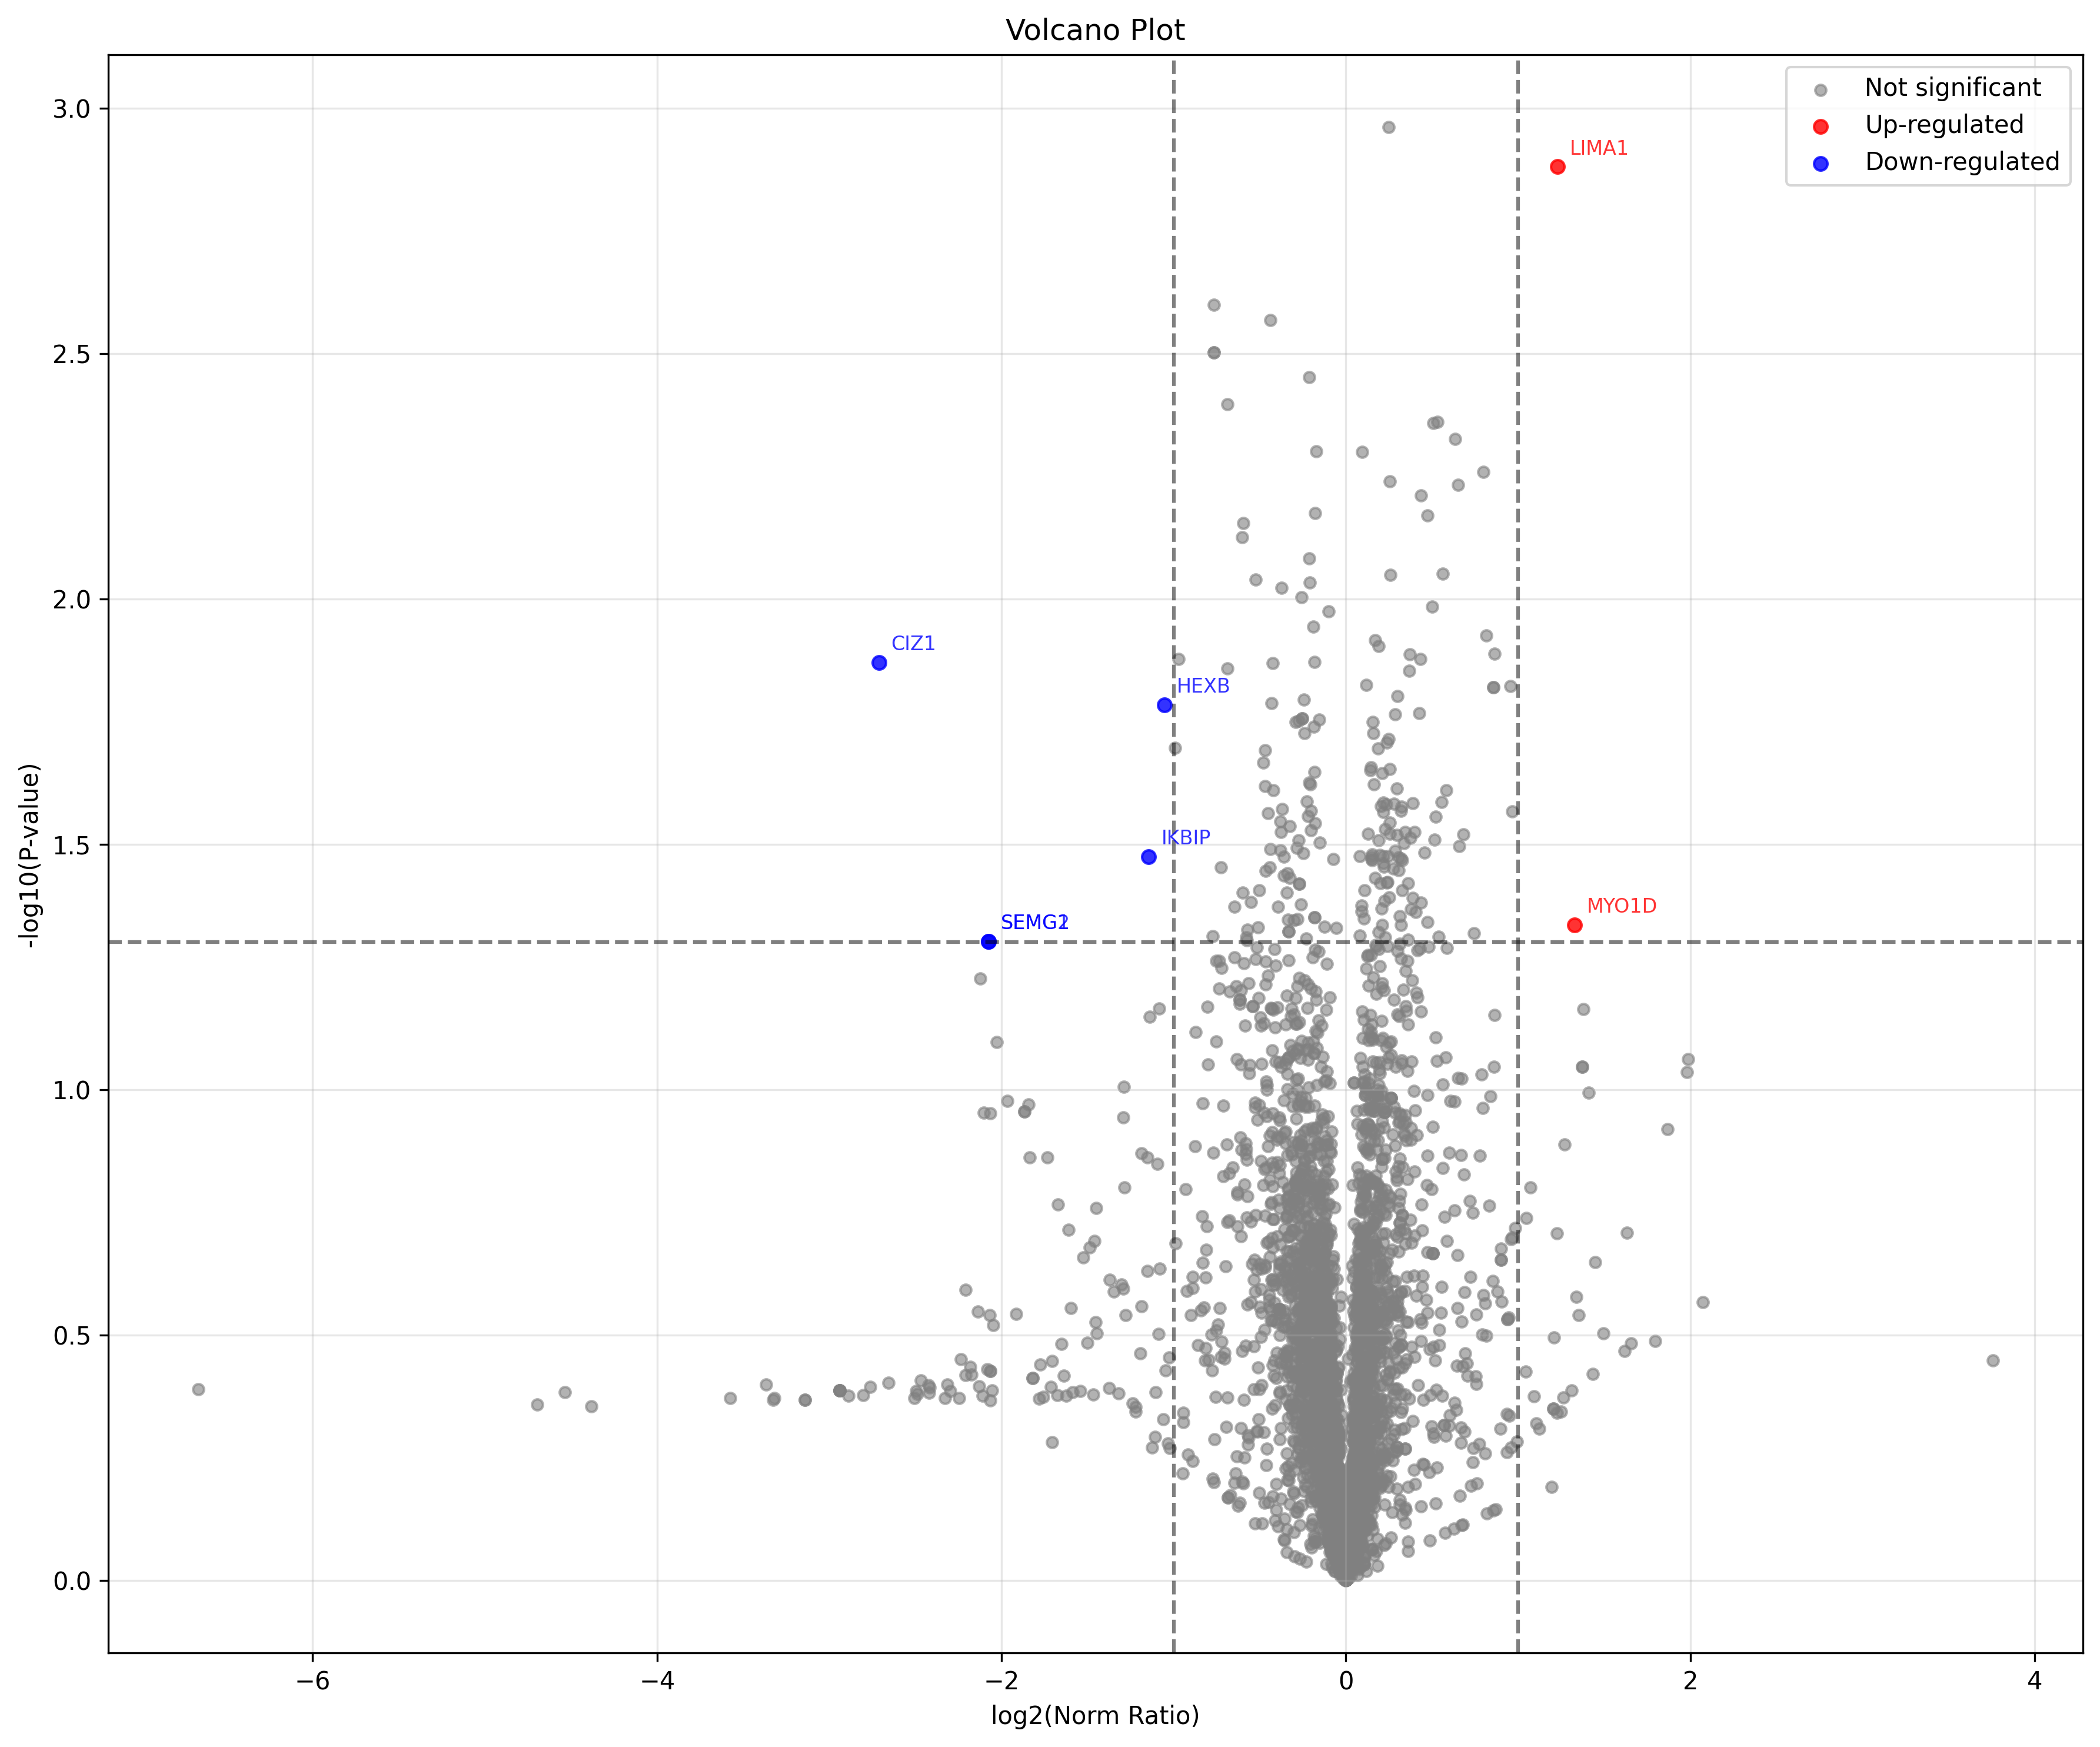 Volcano Plot
Not significant
Up-regulated
Down-regulated
LIMA1
CIZ1
HEXB
IKBIP
MYO1D
3.0
2.5
2.0
1.5
1.0
0.5
0.0
-log10(P-value)
−6 −4 −2 0 2 4
log2(Norm Ratio)